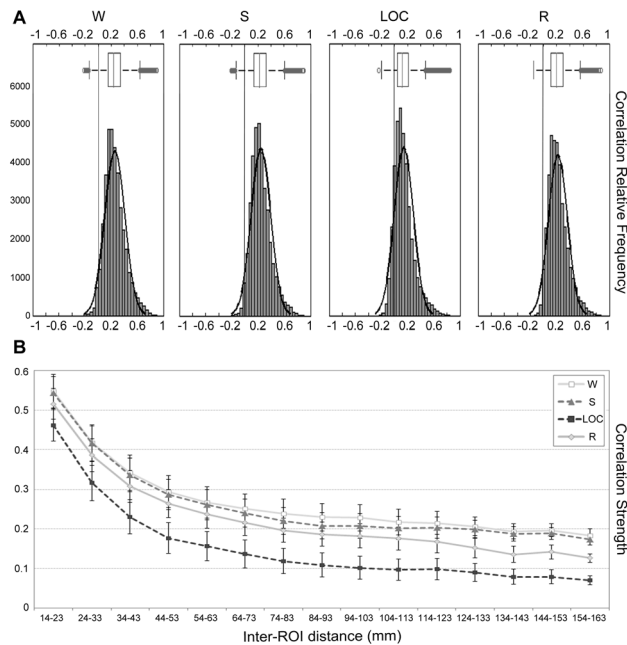 A
W S LOC R
-1 -0.6 -0.2 0.2 0.6 1 -1 -0.6 -0.2 0.2 0.6 1 -1 -0.6 -0.2 0.2 0.6 1 -1 -0.6 -0.2 0.2 0.6 1
6000
5000
4000
3000
2000
1000
0
-1 -0.6 -0.2 0.2 0.6 1 -1 -0.6 -0.2 0.2 0.6 1 -1 -0.6 -0.2 0.2 0.6 1 -1 -0.6 -0.2 0.2 0.6 1
Correlation Relative Frequency
B
0.6
0.5
0.4
0.3
0.2
0.1
0
W
S
LOC
R
14-23 24-33 34-43 44-53 54-63 64-73 74-83 84-93 94-103 104-113 114-123 124-133 134-143 144-153 154-163
Inter-ROI distance (mm)
Correlation Strength